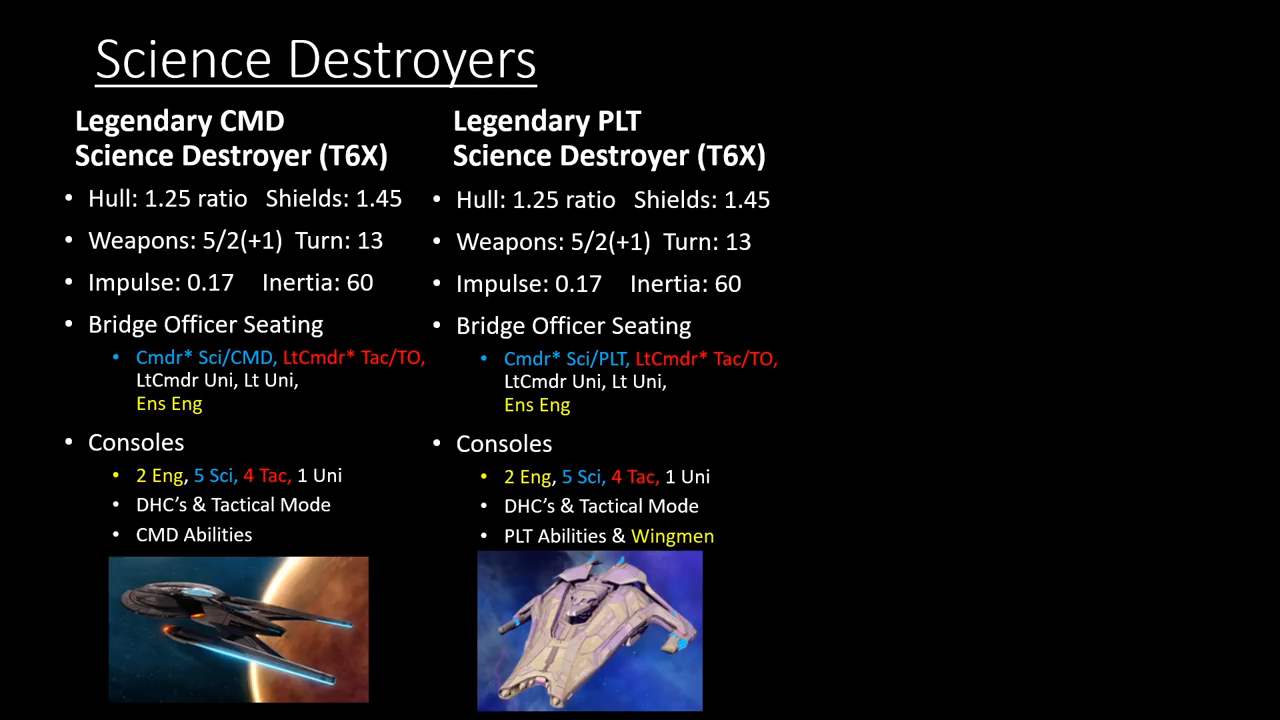 Science Destroyers
Legendary CMD
Science Destroyer (T6X)
• Hull: 1.25 ratio Shields: 1.45
• Weapons: 5/2(+1) Turn: 13
• Impulse: 0.17 Inertia: 60
• Bridge Officer Seating
• Cmdr* Sci/CMD, LtCmdr* Tac/TO,
LtCmdr Uni, Lt Uni,
Ens Eng
• Consoles
• 2 Eng, 5 Sci, 4 Tac, 1 Uni
• DHC's & Tactical Mode
• CMD Abilities
Legendary PLT
Science Destroyer (T6X)
• Hull: 1.25 ratio Shields: 1.45
• Weapons: 5/2(+1) Turn: 13
• Impulse: 0.17 Inertia: 60
• Bridge Officer Seating
• Cmdr* Sci/PLT, LtCmdr* Tac/TO,
LtCmdr Uni, Lt Uni,
Ens Eng
• Consoles
• 2 Eng, 5 Sci, 4 Tac, 1 Uni
• DHC's & Tactical Mode
• PLT Abilities & Wingmen